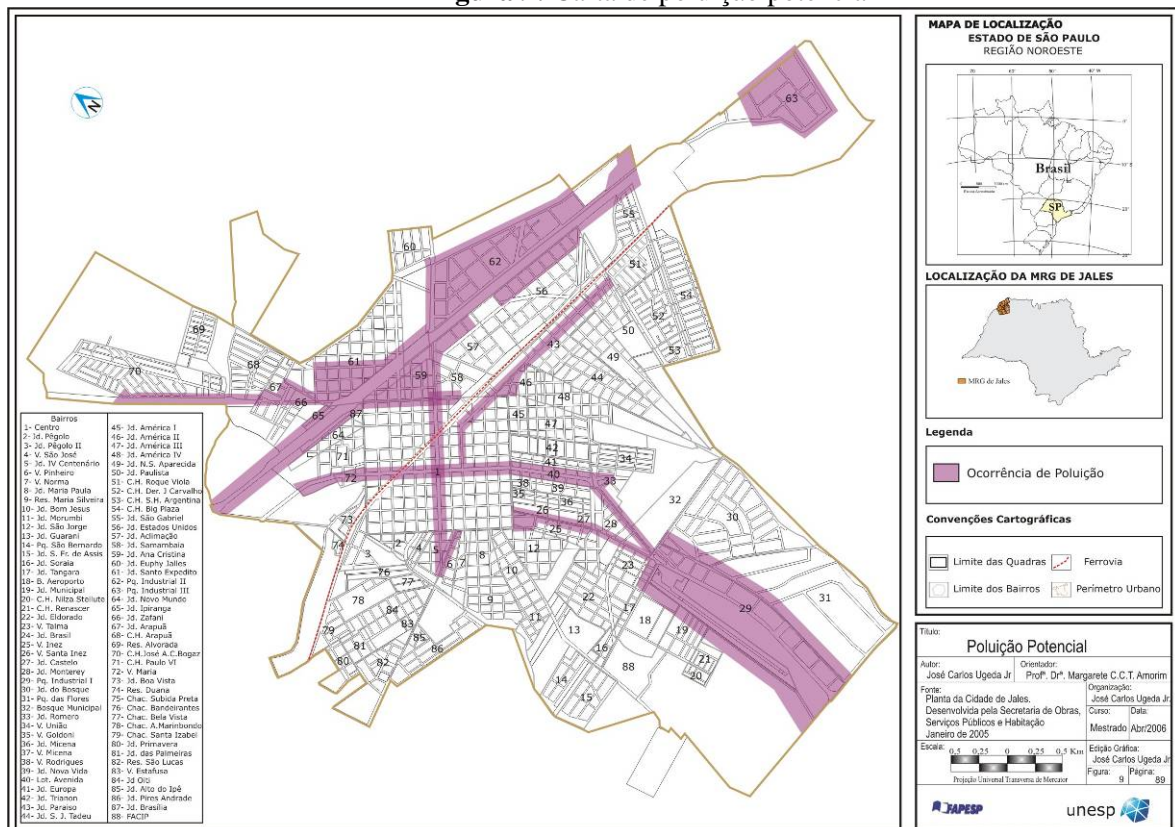 MAPA DE LOCALIZAÇÃO
ESTADO DE SÃO PAULO
REGIÃO NOROESTE
Brasil
SP
LOCALIZAÇÃO DA MRG DE JALES
MRG de Jales
Legenda
Ocorrência de Poluição
Convenções Cartográficas
Limite das Quadras
Ferrovia
Limite dos Bairros
Perímetro Urbano
Título:
Poluição Potencial
Autor:
José Carlos Ugeda Jr
Orientador:
Profª. Drª. Margarete C.C.T. Amorim
Fonte:
Planta da Cidade de Jales.
Desenvolvida pela Secretaria de Obras,
Serviços Públicos e Habitação
Janeiro de 2005
Organização:
José Carlos Ugeda Jr.
Curso:
Mestrado
Data:
Abr/2006
Escala:
0,5 0,25 0 0,25 0,5 Km
Projeção Universal Transversa de Mercator
Edição Gráfica:
José Carlos Ugeda Jr
Figura:
9
Página:
89
FAPESP
unesp
N
Bairros
1- Centro
2- Jd. Pêgolo
3- Jd. Pêgolo II
4- V. São José
5- Jd. IV Centenário
6- V. Pinheiro
7- V. Norma
8- Jd. Maria Paula
9- Res. Maria Silveira
10- Jd. Bom Jesus
11- Jd. Morumbi
12- Jd. São Jorge
13- Jd. Guarani
14- Pq. São Bernardo
15- Jd. S. Fr. de Assis
16- Jd. Soraia
17- Jd. Tangara
18- B. Aeroporto
19- Jd. Municipal
20- C.H. Nilza Stellute
21- C.H. Renascer
22- Jd. Eldorado
23- V. Talma
24- Jd. Brasil
25- V. Inez
26- V. Santa Inez
27- Jd. Castelo
28- Jd. Monterey
29- Pq. Industrial I
30- Jd. do Bosque
31- Pq. das Flores
32- Bosque Municipal
33- Jd. Romero
34- V. União
35- V. Goldoni
36- Jd. Micena
37- V. Micena
38- V. Rodrigues
39- Jd. Nova Vida
40- Lot. Avenida
41- Jd. Europa
42- Jd. Trianon
43- Jd. Paraiso
44- Jd. S. J. Tadeu
45- Jd. América I
46- Jd. América II
47- Jd. América III
48- Jd. América IV
49- Jd. N.S. Aparecida
50- Jd. Paulista
51- C.H. Roque Viola
52- C.H. Der. J Carvalho
53- C.H. S.H. Argentina
54- C.H. Big Plaza
55- Jd. São Gabriel
56- Jd. Estados Unidos
57- Jd. Aclimação
58- Jd. Samambaia
59- Jd. Ana Cristina
60- Jd. Euphy Jalles
61- Jd. Santo Expedito
62- Pq. Industrial II
63- Pq. Industrial III
64- Jd. Novo Mundo
65- Jd. Ipiranga
66- Jd. Zafani
67- Jd. Arapuã
68- C.H. Arapuã
69- Res. Alvorada
70- C.H.José A.C.Bogaz
71- C.H. Paulo VI
72- V. Maria
73- Jd. Boa Vista
74- Res. Duana
75- Chac. Subida Preta
76- Chac. Bandeirantes
77- Chac. Bela Vista
78- Chac. A.Marinbondo
79- Chac. Santa Izabel
80- Jd. Primavera
81- Jd. das Palmeiras
82- Res. São Lucas
83- V. Estafusa
84- Jd Oiti
85- Jd. Alto do Ipê
86- Jd. Pires Andrade
87- Jd. Brasília
88- FACIP